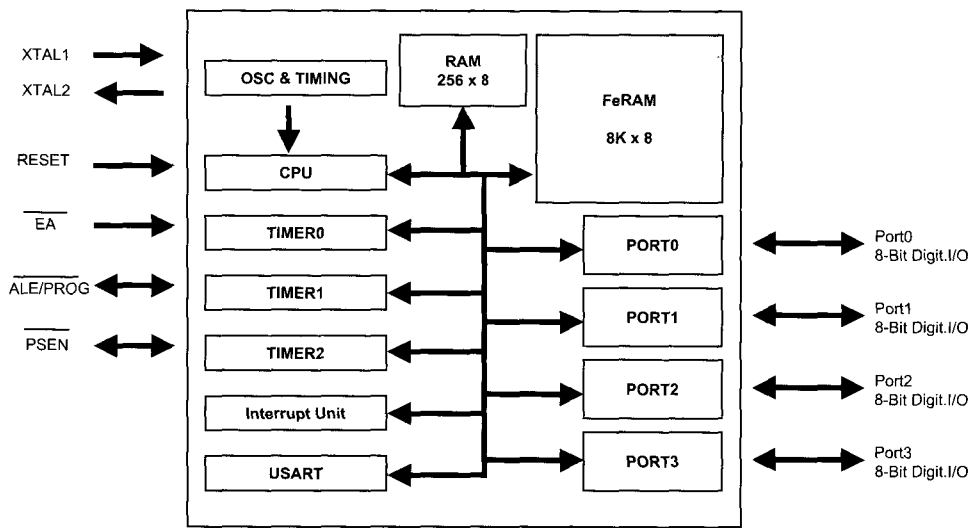 XTAL1
XTAL2
RESET
EA
ALE/PROG
PSEN
OSC & TIMING
CPU
TIMER0
TIMER1
TIMER2
Interrupt Unit
USART
RAM
256 x 8
FeRAM
8K x 8
PORT0
PORT1
PORT2
PORT3
Port0
8-Bit Digit.I/O
Port1
8-Bit Digit.I/O
Port2
8-Bit Digit.I/O
Port3
8-Bit Digit.I/O